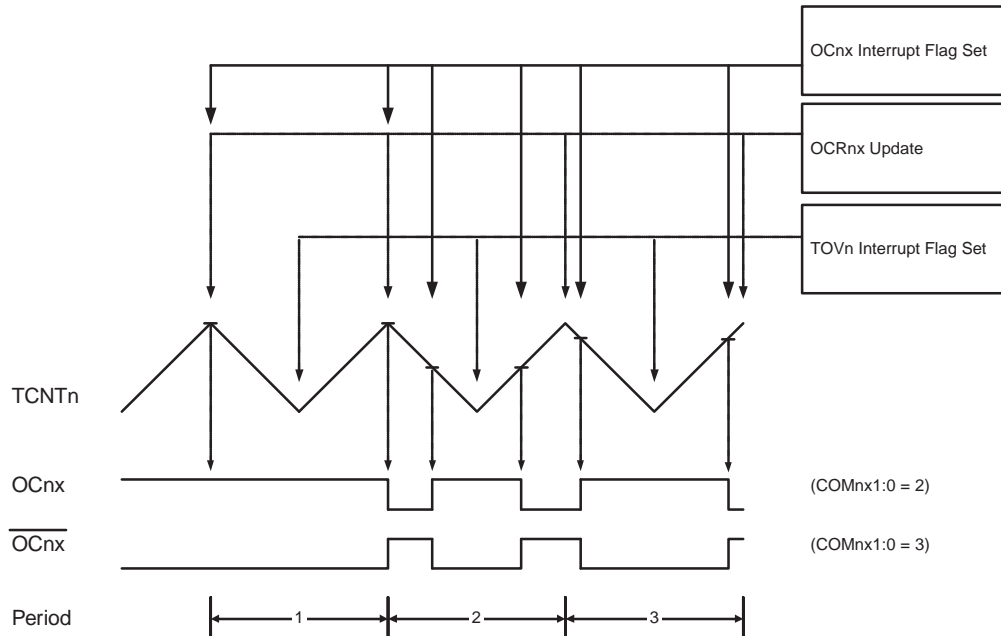 OCnx Interrupt Flag Set
OCRnx Update
TOVn Interrupt Flag Set
TCNTn
OCnx (COMnx1:0 = 2)
OCnx (COMnx1:0 = 3)
Period 1 2 3